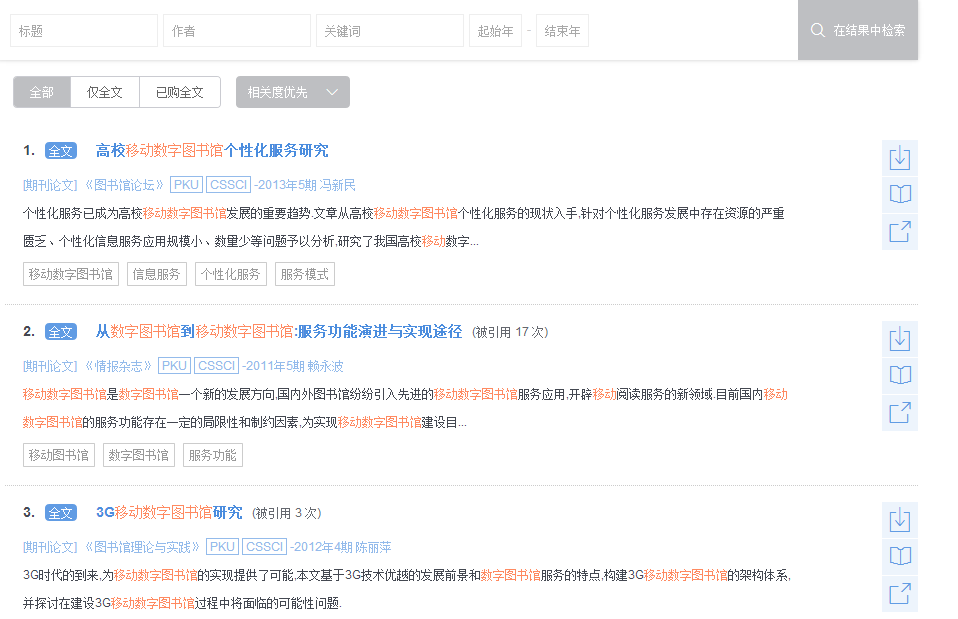 标题 作者 关键词 起始年 - 结束年 在结果中检索
全部 仅全文 已购全文 相关度优先
1. 全文 高校移动数字图书馆个性化服务研究
[期刊论文]《图书馆论坛》 PKU CSSCI -2013年5期 冯新民
个性化服务已成为高校移动数字图书馆发展的重要趋势.文章从高校移动数字图书馆个性化服务的现状入手,针对个性化服务发展中存在资源的严重
匮乏、个性化信息服务应用规模小、数量少等问题予以分析,研究了我国高校移动数字...
移动数字图书馆 信息服务 个性化服务 服务模式
2. 全文 从数字图书馆到移动数字图书馆:服务功能演进与实现途径 (被引用 17 次)
[期刊论文]《情报杂志》 PKU CSSCI -2011年5期 赖永波
移动数字图书馆是数字图书馆一个新的发展方向,国内外图书馆纷纷引入先进的移动数字图书馆服务应用,开辟移动阅读服务的新领域.目前国内移动
数字图书馆的服务功能存在一定的局限性和制约因素,为实现移动数字图书馆建设目...
移动图书馆 数字图书馆 服务功能
3. 全文 3G移动数字图书馆研究 (被引用 3 次)
[期刊论文]《图书馆理论与实践》 PKU CSSCI -2012年4期 陈丽萍
3G时代的到来,为移动数字图书馆的实现提供了可能,本文基于3G技术优越的发展前景和数字图书馆服务的特点,构建3G移动数字图书馆的架构体系,
并探讨在建设3G移动数字图书馆过程中将面临的可能性问题.